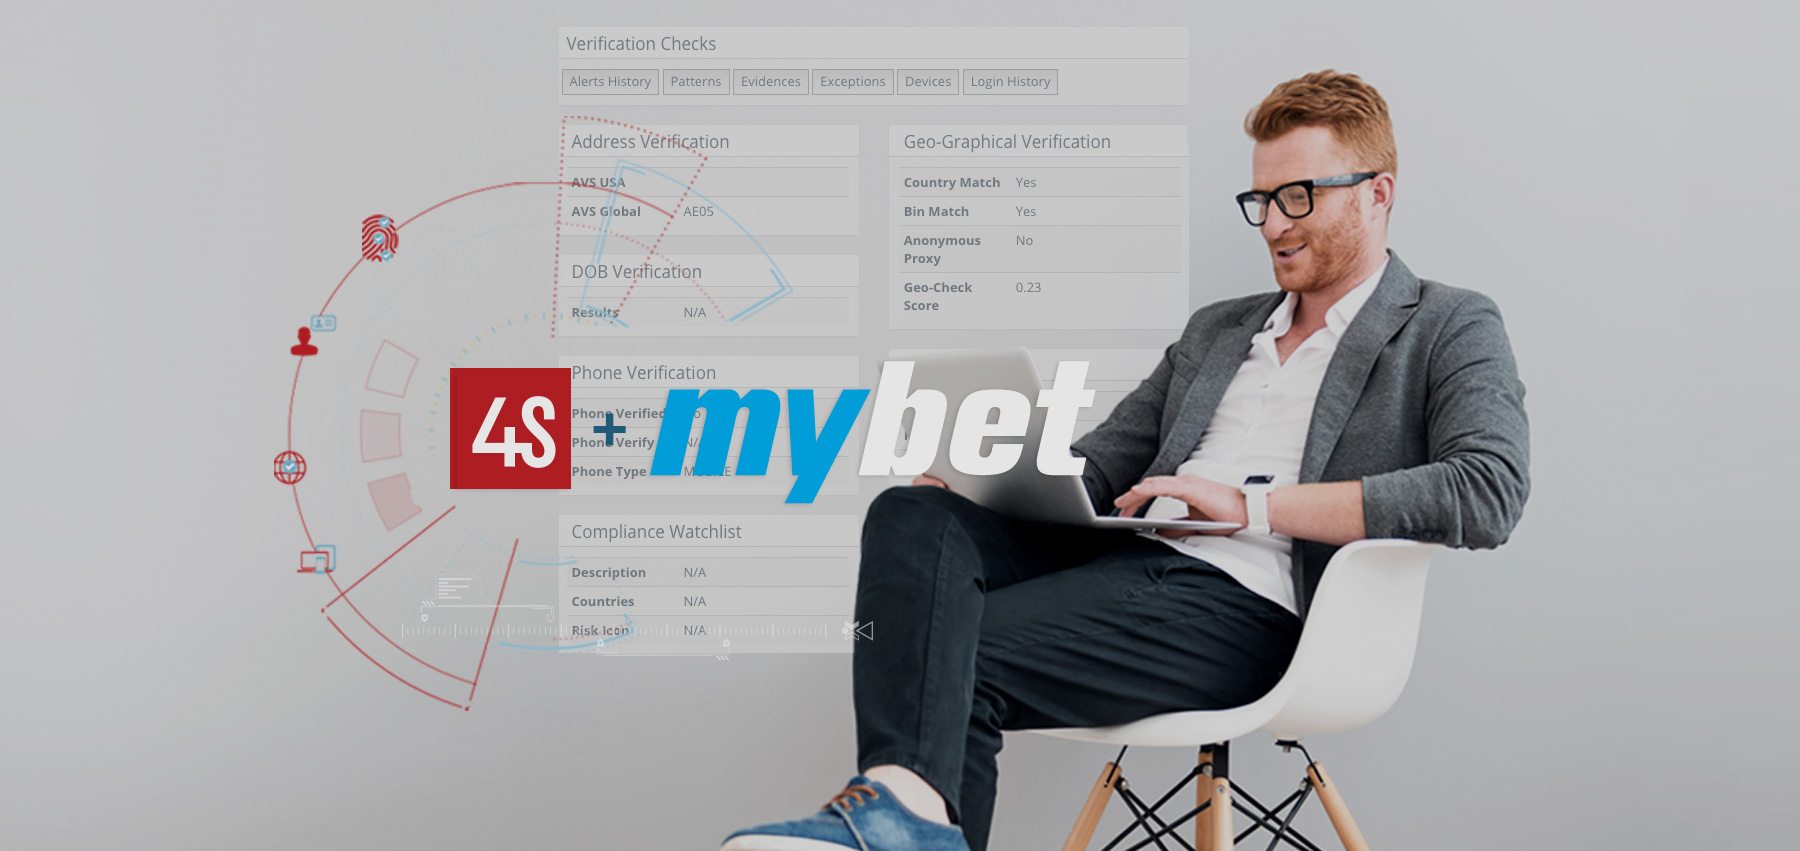 Verification Checks
Alerts History Patterns Evidences Exceptions Devices Login History
Address Verification
AVS USA
AVS Global AE05
DOB Verification
Results N/A
Phone Verification
Phone Verified
Phone Verify
Phone Type
Compliance Watchlist
Description N/A
Countries N/A
Risk Icon N/A
Geo-Graphical Verification
Country Match Yes
Bin Match Yes
Anonymous No
Proxy
Geo-Check 0.23
Score
4S + mybet